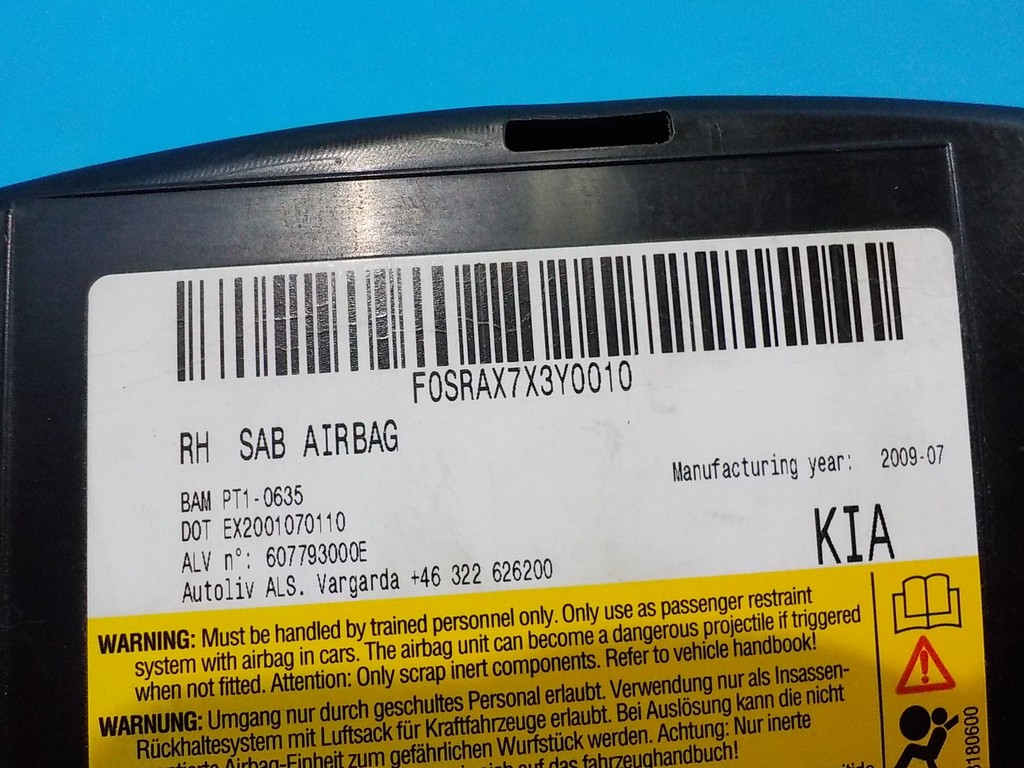 F0SRAX7X3Y0010
RH SAB AIRBAG
Manufacturing year: 2009-07
BAM PT1-0635
DOT EX2001070110
ALV n°: 607793000E
KIA
Autoliv ALS. Vargarda +46 322 626200
WARNING: Must be handled by trained personnel only. Only use as passenger restraint
system with airbag in cars. The airbag unit can become a dangerous projectile if triggered
when not fitted. Attention: Only scrap inert components. Refer to vehicle handbook!
WARNUNG: Umgang nur durch geschultes Personal erlaubt. Verwendung nur als Insassen-
Rückhaltesystem mit Luftsack für Kraftfahrzeuge erlaubt. Bei Auslösung kann die nicht
Airbag-Einheit zum gefährlichen Wurfstück werden. Achtung: Nur inerte
auf das fahrzeughandbuch!